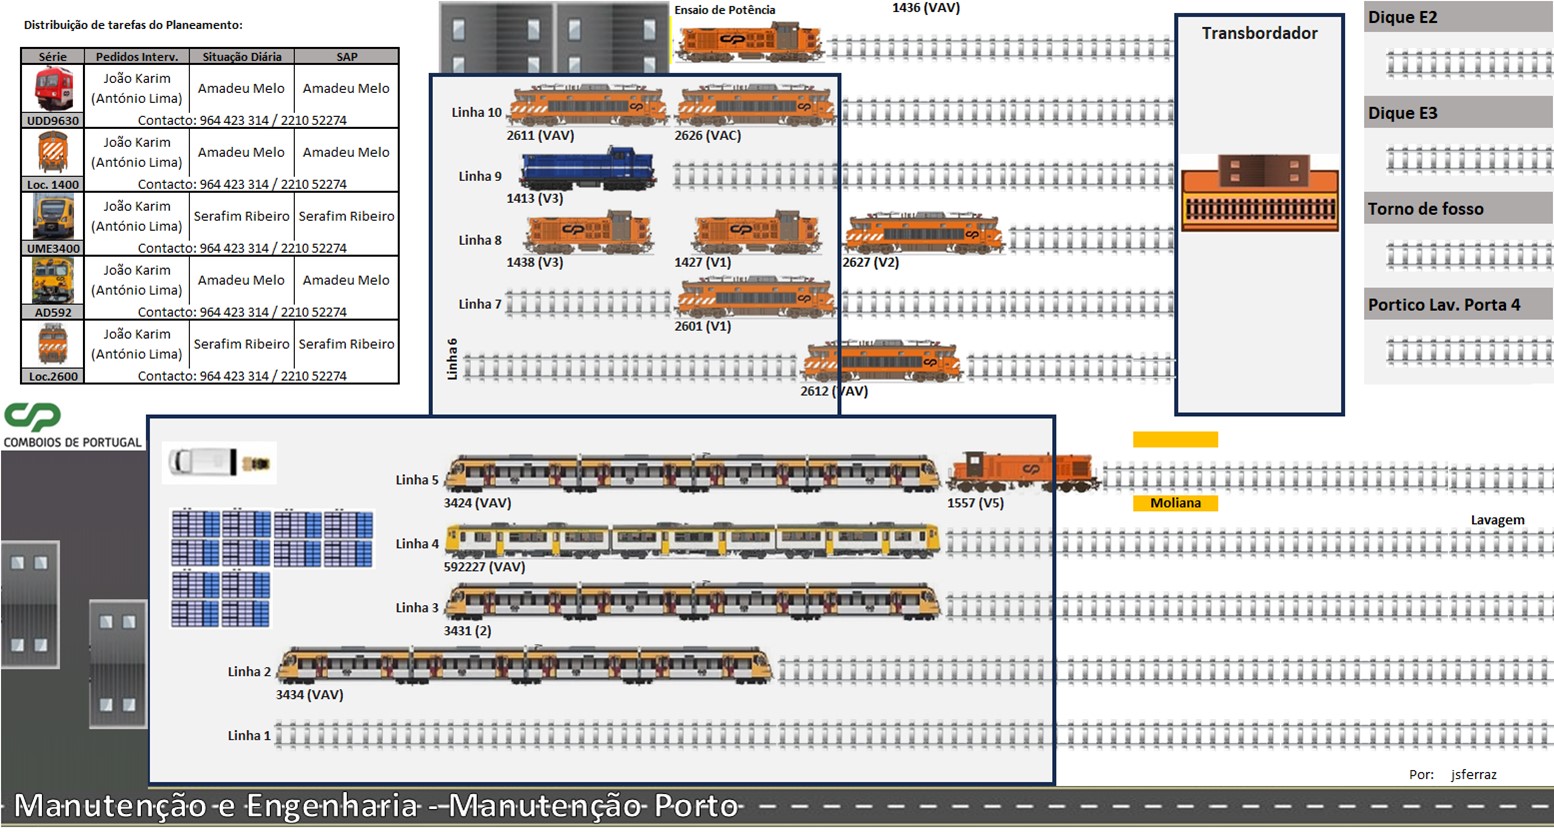 Distribuição de tarefas do Planeamento:
Série Pedidos Interv. Situação Diária SAP
UDD9630 João Karim (António Lima) Amadeu Melo Amadeu Melo
Contacto: 964 423 314 / 2210 52274
Loc. 1400 João Karim (António Lima) Amadeu Melo Amadeu Melo
Contacto: 964 423 314 / 2210 52274
UME3400 João Karim (António Lima) Serafim Ribeiro Serafim Ribeiro
Contacto: 964 423 314 / 2210 52274
AD592 João Karim (António Lima) Amadeu Melo Amadeu Melo
Contacto: 964 423 314 / 2210 52274
Loc.2600 João Karim (António Lima) Serafim Ribeiro Serafim Ribeiro
Contacto: 964 423 314 / 2210 52274
CP
COMBOIOS DE PORTUGAL
Ensaio de Potência
1436 (VAV)
Linha 10
2611 (VAV)
2626 (VAC)
Linha 9
1413 (V3)
Linha 8
1438 (V3)
1427 (V1)
2627 (V2)
Linha 7
2601 (V1)
Linha 6
2612 (VAV)
Transbordador
Dique E2
Dique E3
Torno de fosso
Portico Lav. Porta 4
Linha 5
3424 (VAV)
1557 (V5)
Moliana
Lavagem
Linha 4
592227 (VAV)
Linha 3
3431 (2)
Linha 2
3434 (VAV)
Linha 1
Por: jsferraz
Manutenção e Engenharia - Manutenção Porto